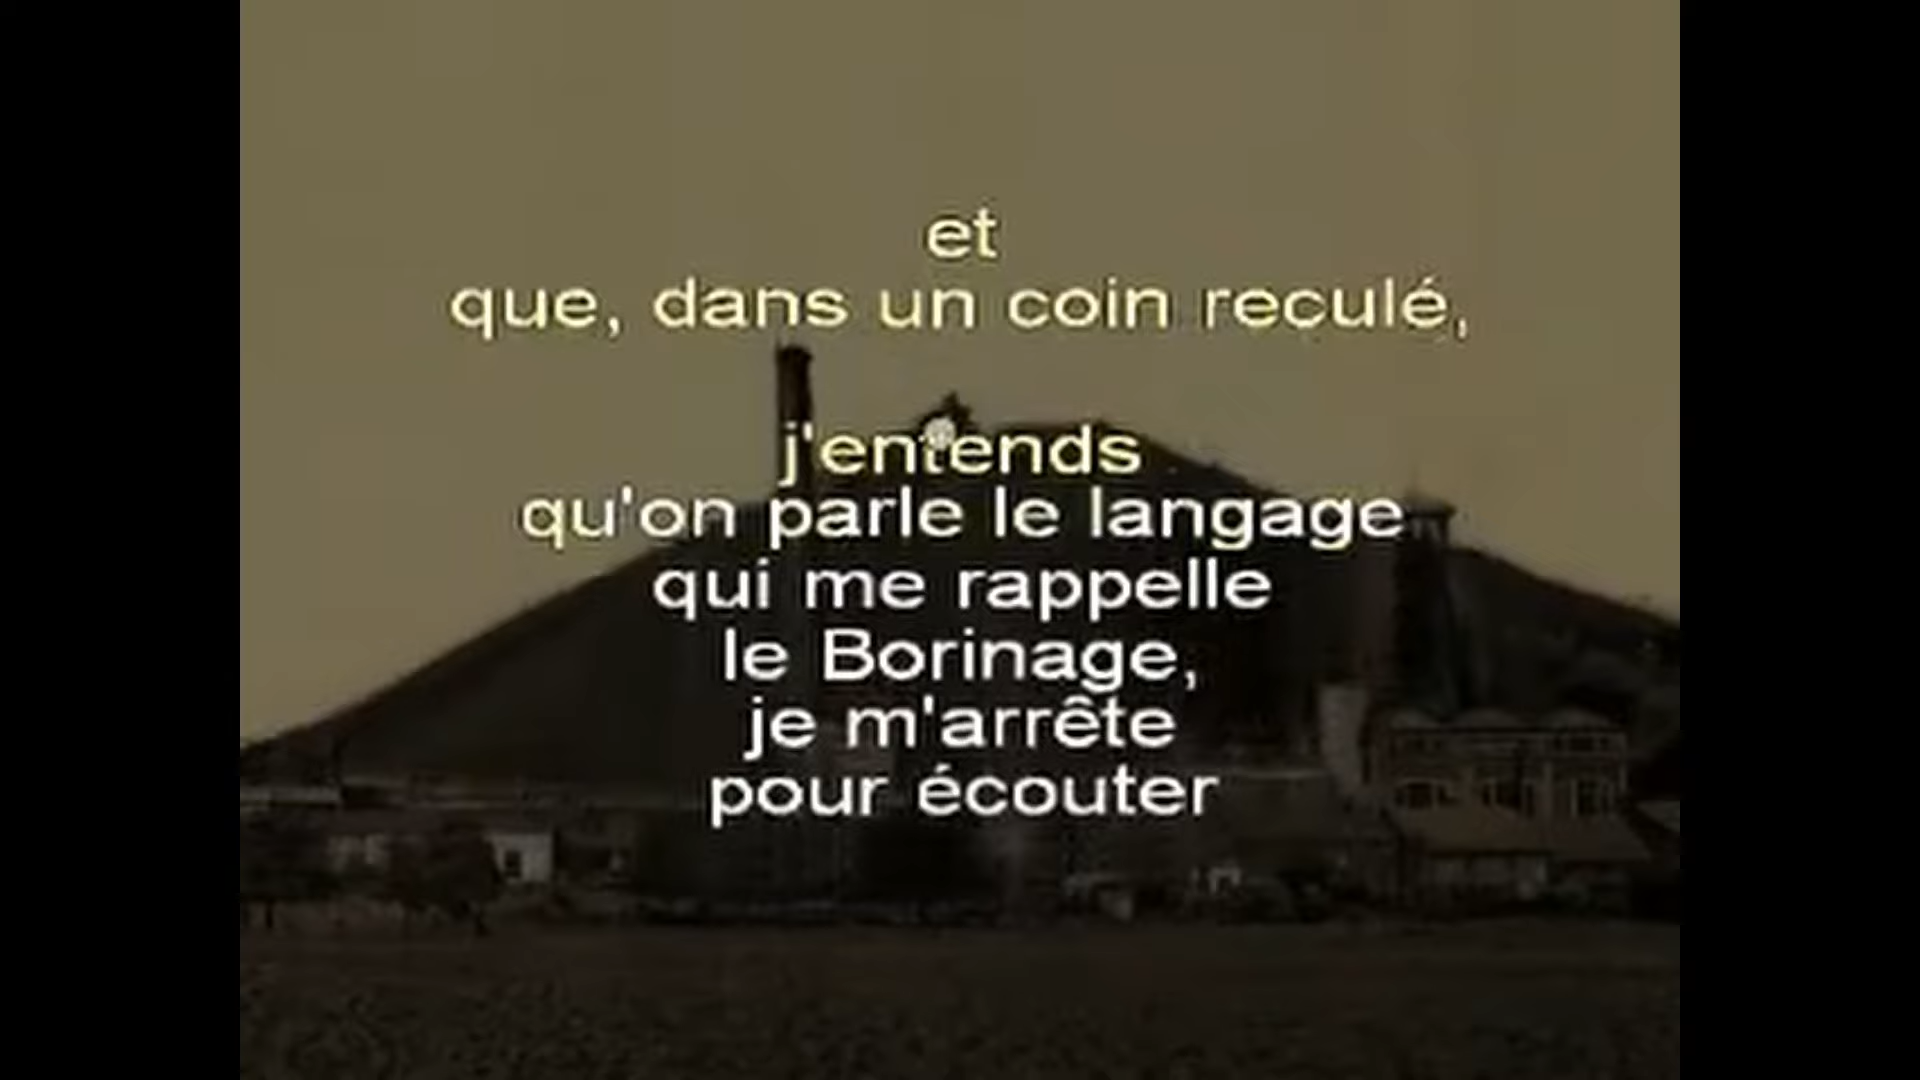 et
que, dans un coin reculé,
j'entends
qu'on parle le langage
qui me rappelle
le Borinage,
je m'arrête
pour écouter